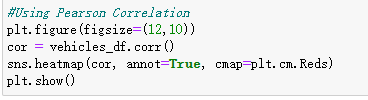 #Using Pearson Correlation
plt.figure(figsize=(12,10))
cor = vehicles_df.corr()
sns.heatmap(cor, annot=True, cmap=plt.cm.Reds)
plt.show()